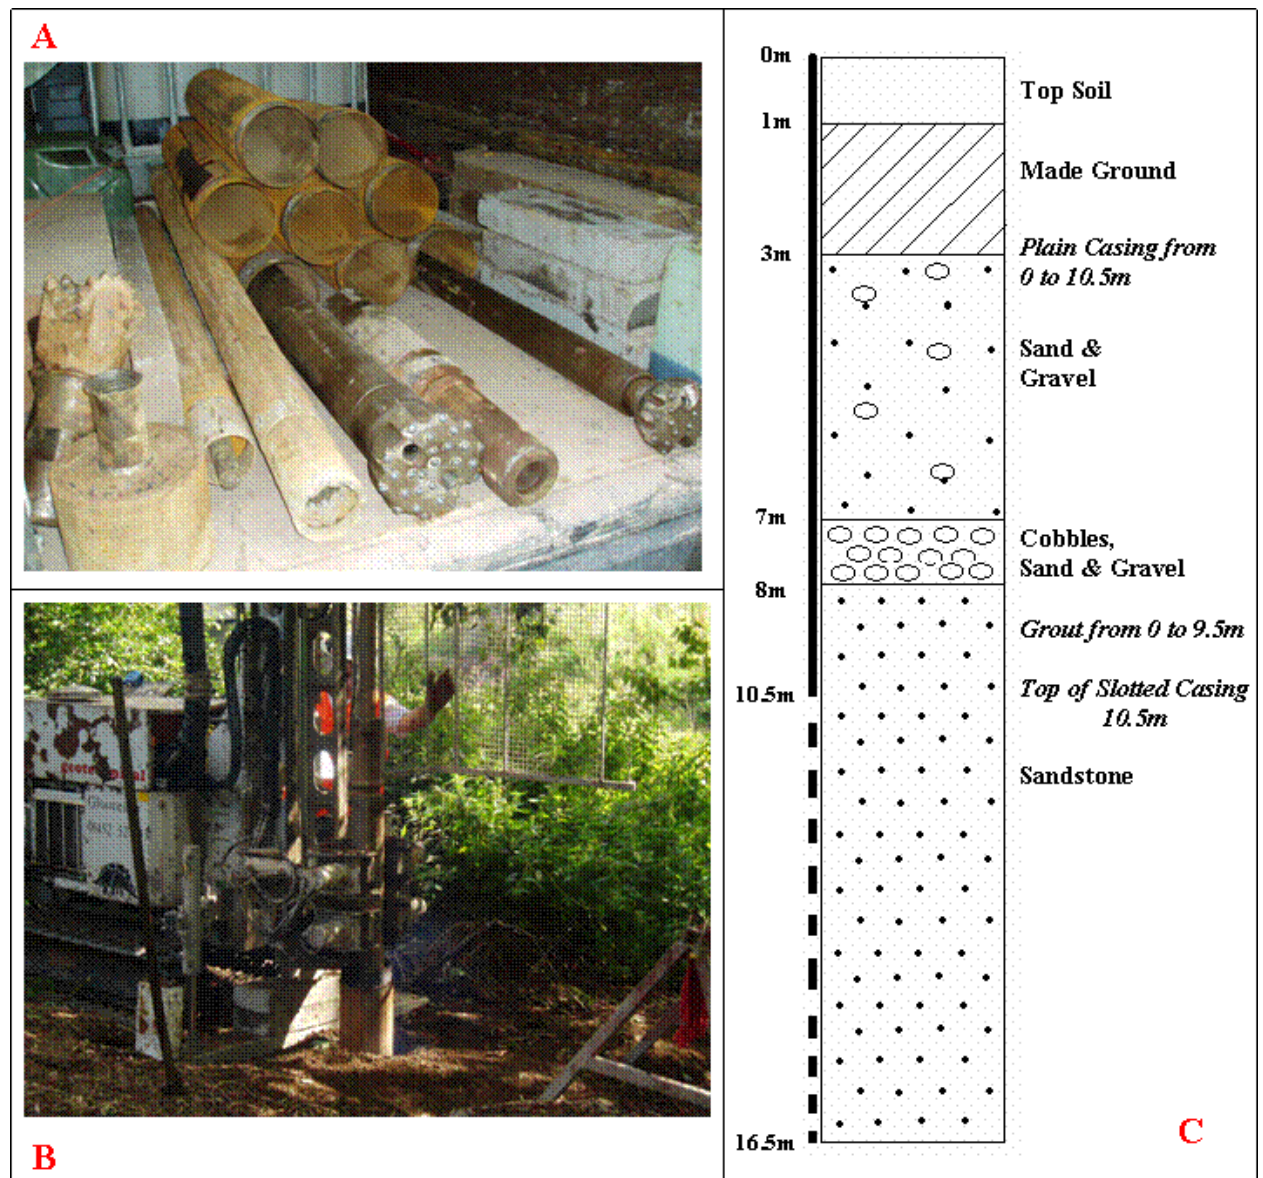 A
B
0m
Top Soil
1m
Made Ground
3m
Plain Casing from
0 to 10.5m
Sand &
Gravel
7m
Cobbles,
Sand & Gravel
8m
Grout from 0 to 9.5m
10.5m
Top of Slotted Casing
10.5m
Sandstone
16.5m
C